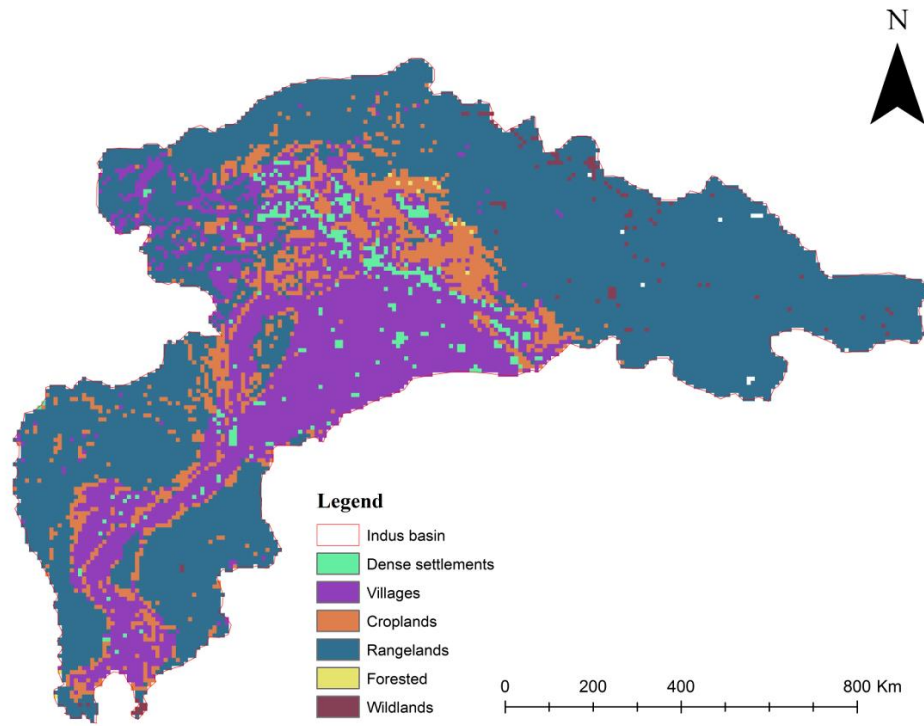 N
Legend
Indus basin
Dense settlements
Villages
Croplands
Rangelands
Forested
Wildlands
0 200 400 800 Km